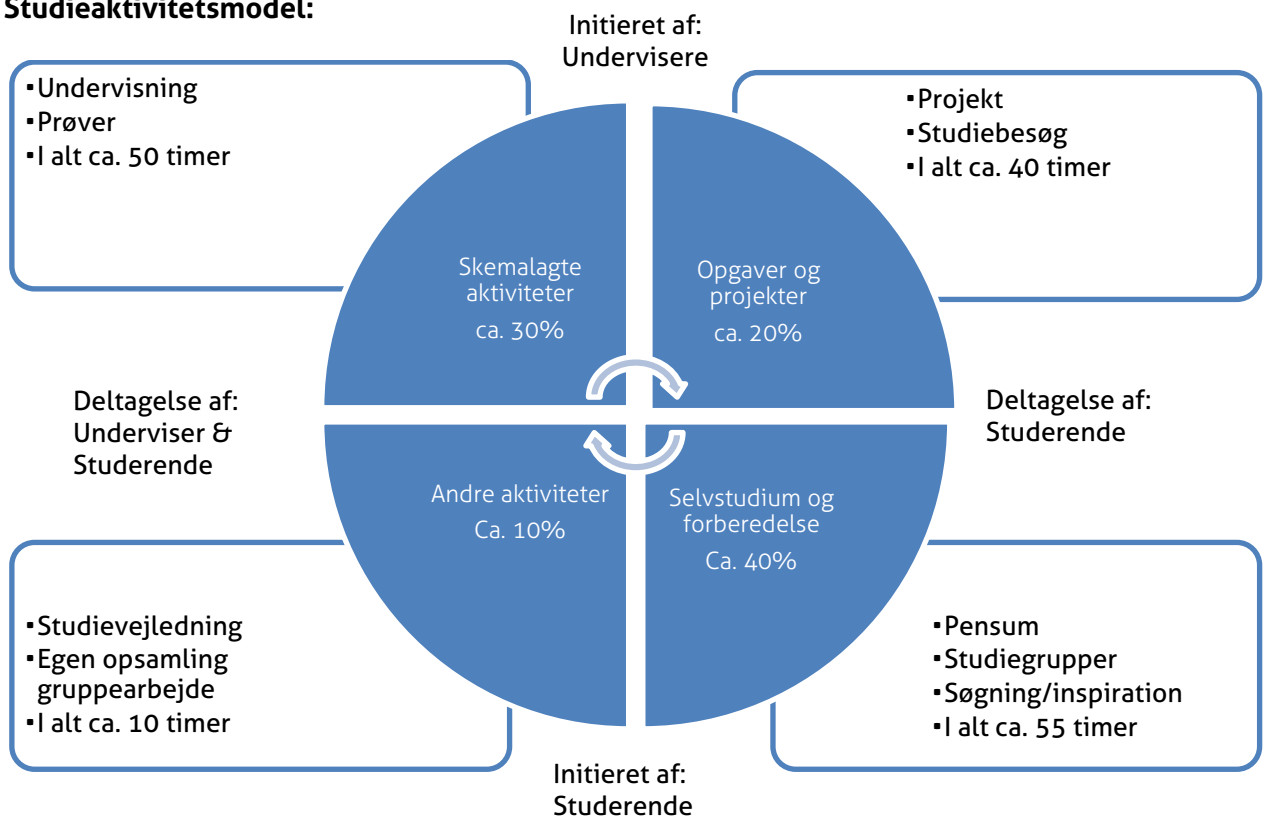 Studieaktivitetsmodel:
Initieret af:
Undervisere
▪Undervisning
▪Prøver
▪I alt ca. 50 timer
▪Projekt
▪Studiebesøg
▪I alt ca. 40 timer
Skemalagte
aktiviteter
ca. 30%
Opgaver og
projekter
ca. 20%
Deltagelse af:
Underviser &
Studerende
Deltagelse af:
Studerende
Andre aktiviteter
Ca. 10%
Selvstudium og
forberedelse
Ca. 40%
▪Studievejledning
▪Egen opsamling
gruppearbejde
▪I alt ca. 10 timer
▪Pensum
▪Studiegrupper
▪Søgning/inspiration
▪I alt ca. 55 timer
Initieret af:
Studerende